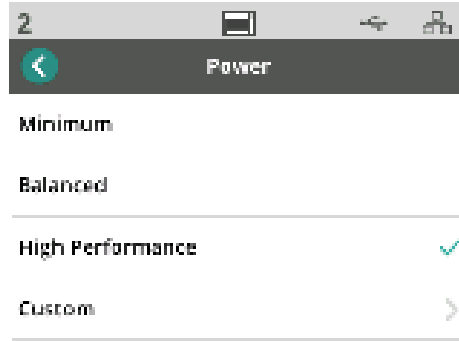 2
Power
Minimum
Balanced
High Performance
Custom